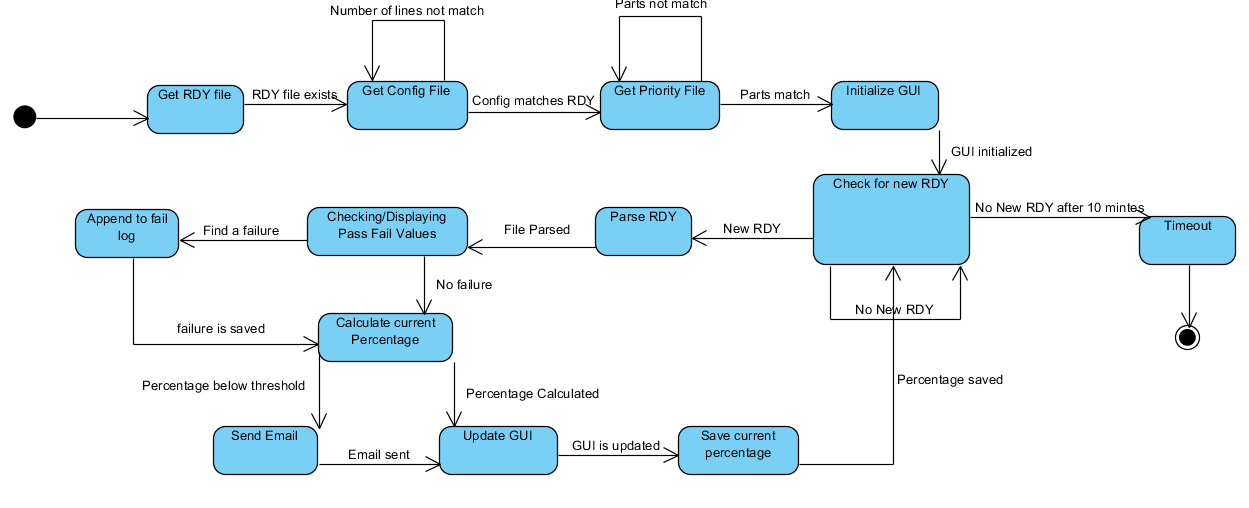 Number of lines not match
Parts not match
Get RDY file
RDY file exists
Get Config File
Config matches RDY
Get Priority File
Parts match
Initialize GUI
GUI initialized
Check for new RDY
No New RDY after 10 mintes
Timeout
No New RDY
New RDY
Parse RDY
File Parsed
Checking/Displaying
Pass Fail Values
Find a failure
Append to fail
log
No failure
failure is saved
Calculate current
Percentage
Percentage below threshold
Percentage Calculated
Percentage saved
Send Email
Email sent
Update GUI
GUI is updated
Save current
percentage